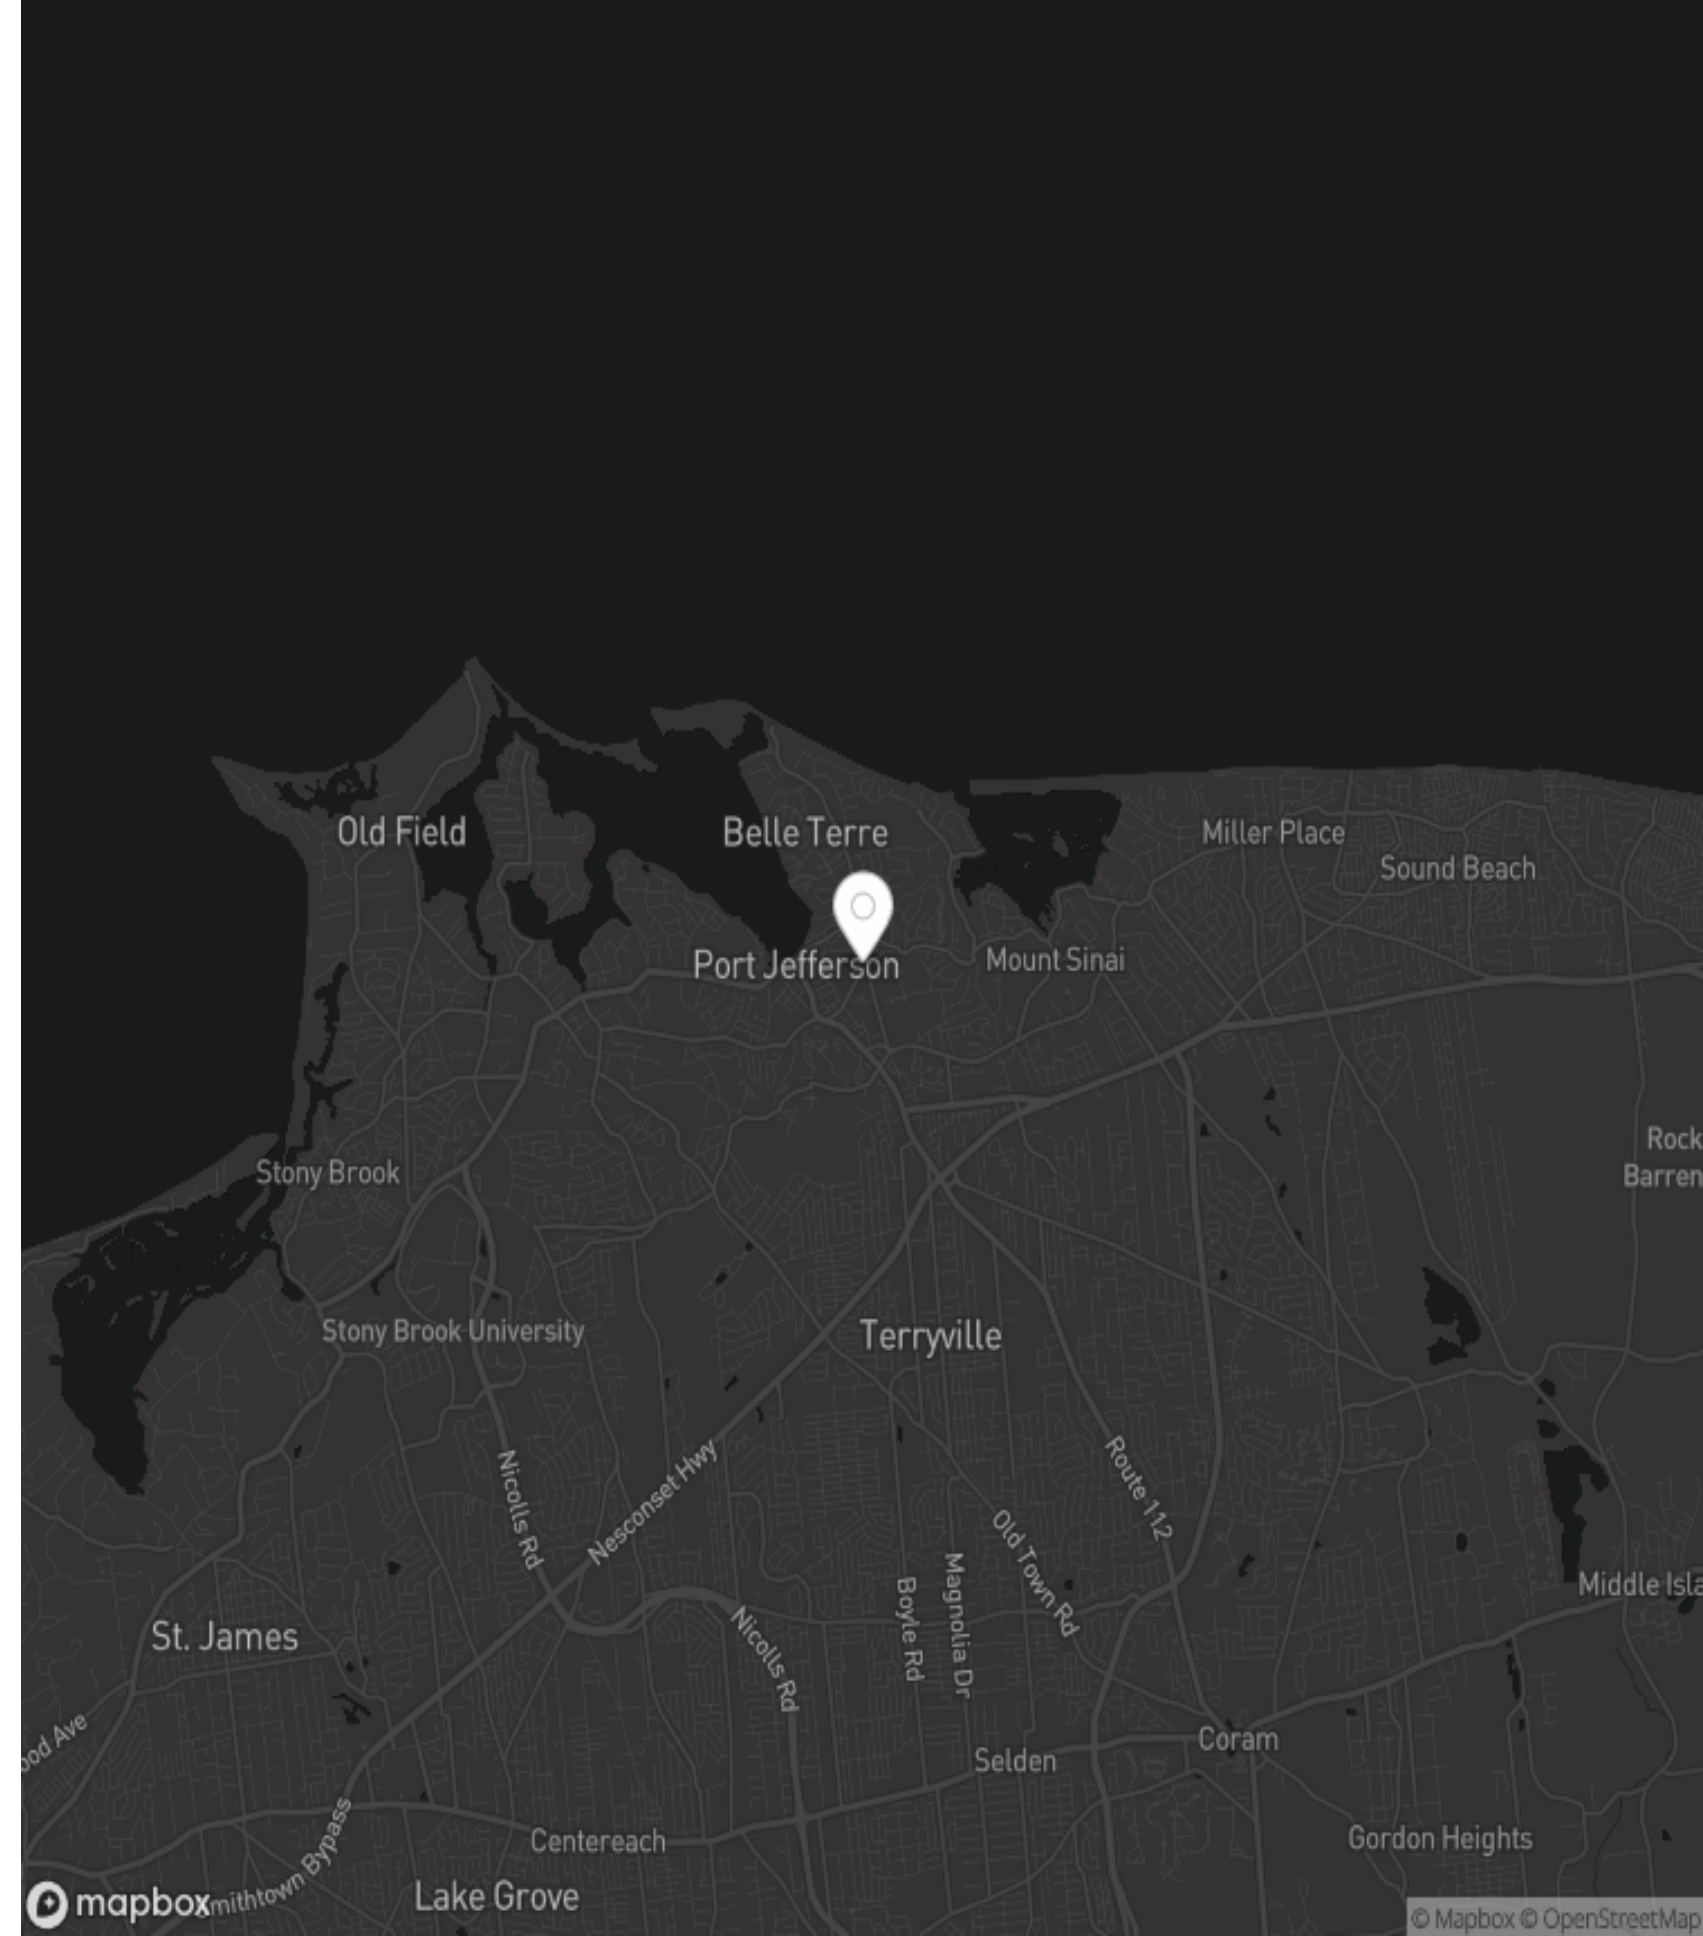 Old Field
Belle Terre
Miller Place
Sound Beach
Port Jefferson
Mount Sinai
Rock
Barren
Stony Brook
Stony Brook University
Terryville
Nicolls Rd
Nesconset Hwy
Route 112
Old Town Rd
Magnolia Dr
Boyle Rd
Middle Isla
St. James
Nicolls Rd
ood Ave
Coram
Selden
Centereach
Gordon Heights
mithtown Bypass
Lake Grove
mapbox
© Mapbox © OpenStreetMap